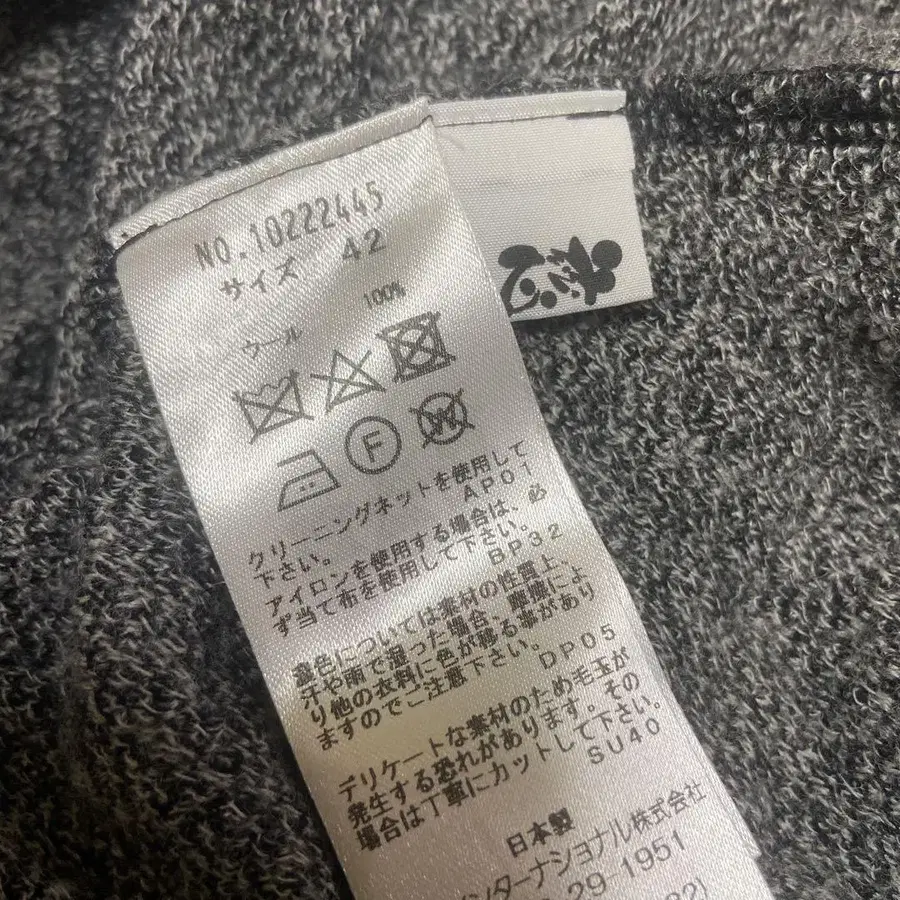 NO.10222445
サイズ 42
ウール 100%
F
W
クリーニングネットを使用して
下さい。 AP01
アイロンを使用する場合は、必
ず当て布を使用して下さい。 BP32
濃色については素材の性質上、
汗や雨で湿った場合、摩擦によ
り他の衣料に色が移る事があり
ますのでご注意下さい。 DP05
デリケートな素材のため毛玉が
発生する恐れがあります。その
場合は丁寧にカットして下さい。
SU40
日本製
ンターナショナル株式会社
29-1951